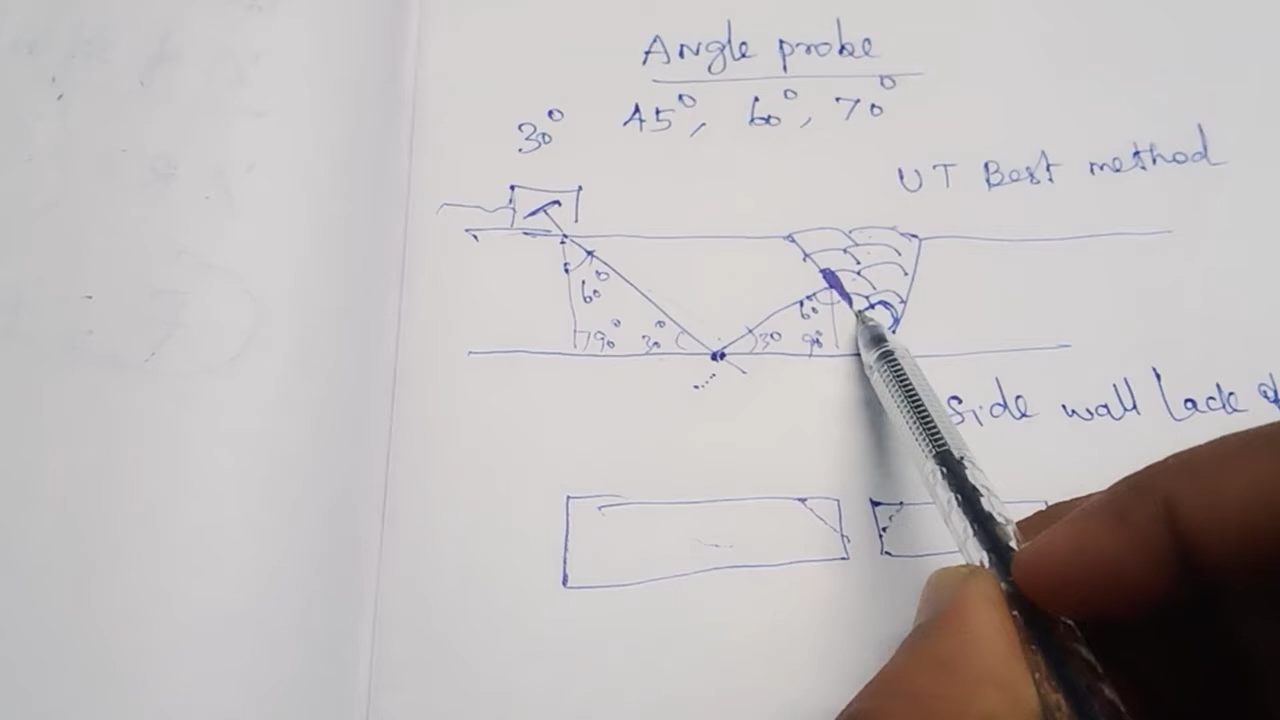 Angle probe
30° 45°, 60°, 70°
UT Best method
60°
60°
90° 30° 30 90°
side wall lack